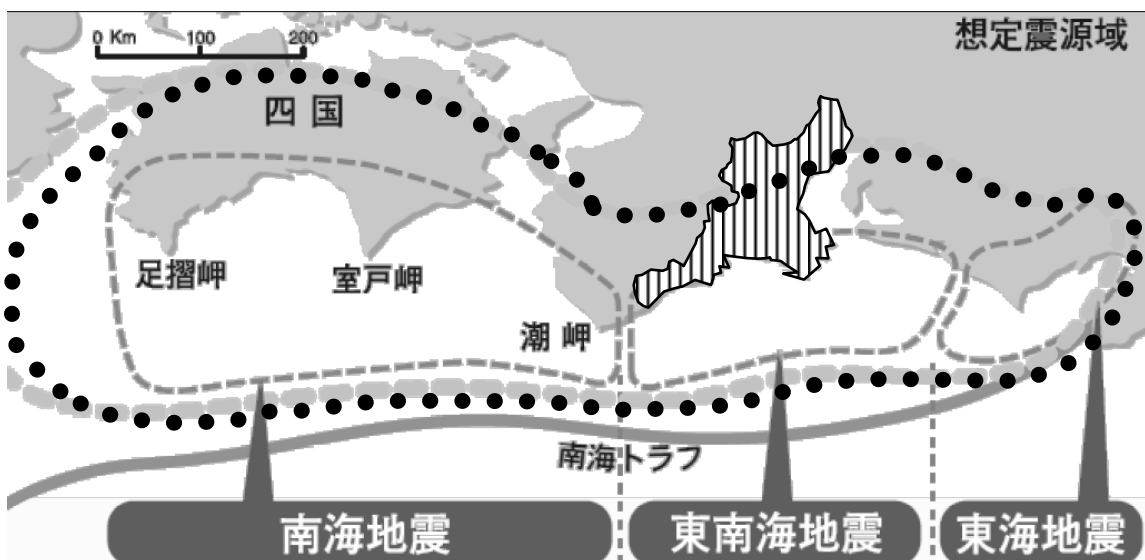 想定震源域
0 Km 100 200
四国
足摺岬
室戸岬
潮岬
南海トラフ
南海地震
東南海地震
東海地震